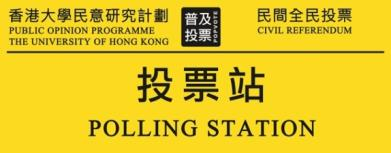 香港大學民意研究計劃
PUBLIC OPINION PROGRAMME
THE UNIVERSITY OF HONG KONG
普及
投票
POPVOTE
民間全民投票
CIVIL REFERENDUM
投票站
POLLING STATION